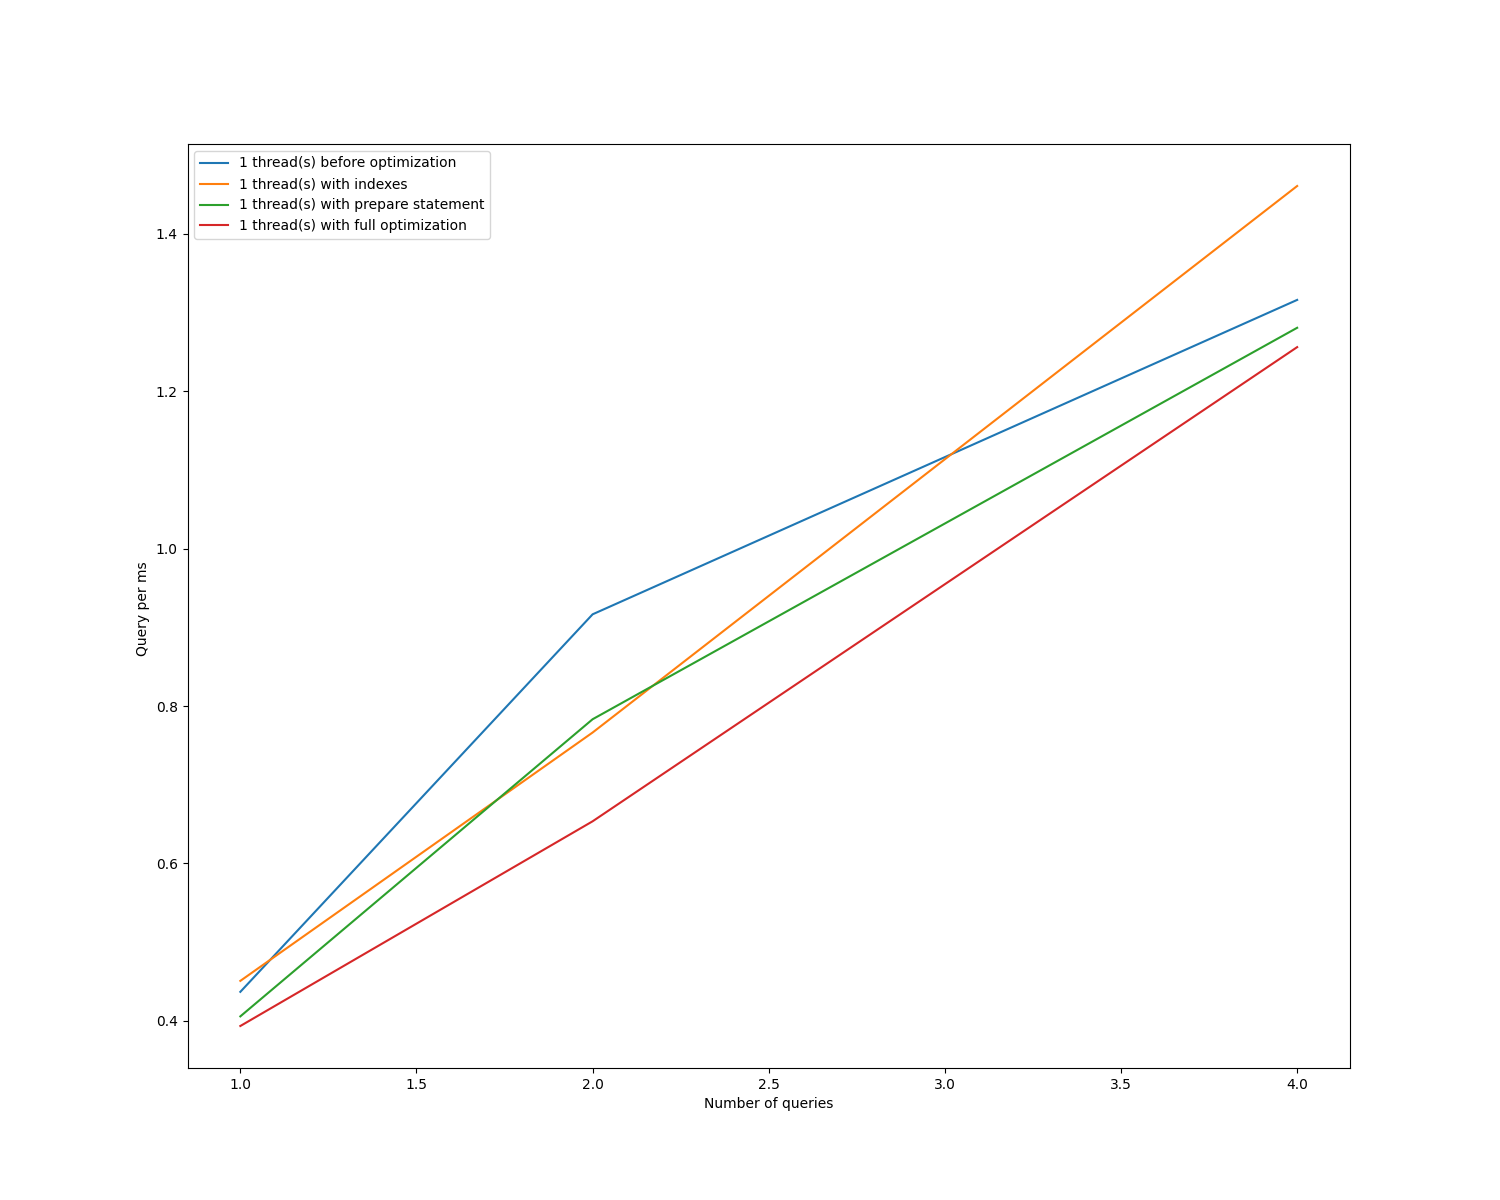 1 thread(s) before optimization
1 thread(s) with indexes
1 thread(s) with prepare statement
1 thread(s) with full optimization
1.4
1.2
1.0
0.8
0.6
0.4
Query per ms
1.0 1.5 2.0 2.5 3.0 3.5 4.0
Number of queries